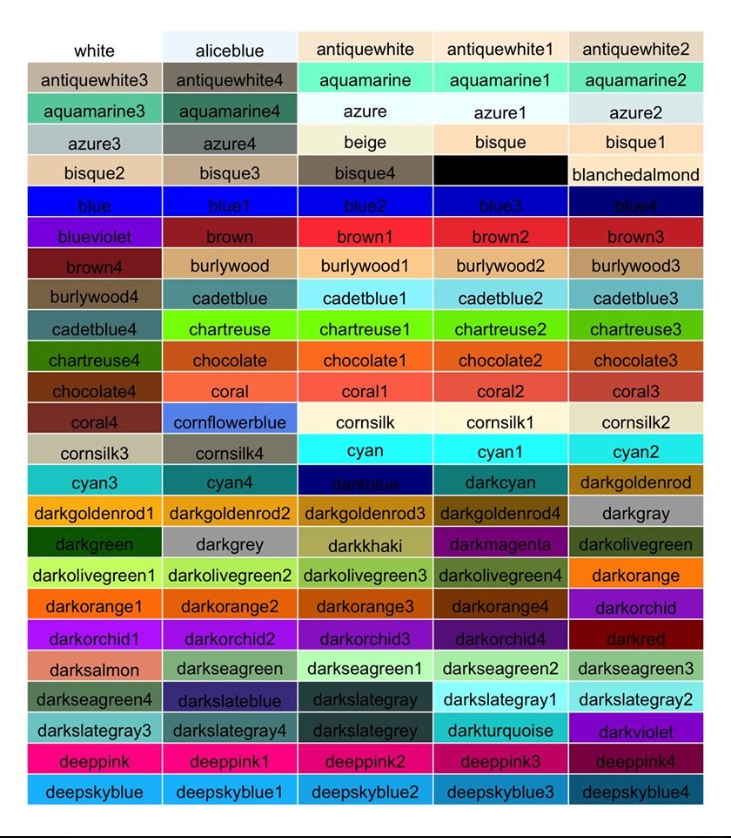 white aliceblue antiquewhite antiquewhite1 antiquewhite2
antiquewhite3 antiquewhite4 aquamarine aquamarine1 aquamarine2
aquamarine3 aquamarine4 azure azure1 azure2
azure3 azure4 beige bisque bisque1
bisque2 bisque3 bisque4 blanchedalmond
blue blue1 blue2 blue3 blue4
blueviolet brown brown1 brown2 brown3
brown4 burlywood burlywood1 burlywood2 burlywood3
burlywood4 cadetblue cadetblue1 cadetblue2 cadetblue3
cadetblue4 chartreuse chartreuse1 chartreuse2 chartreuse3
chartreuse4 chocolate chocolate1 chocolate2 chocolate3
chocolate4 coral coral1 coral2 coral3
coral4 cornflowerblue cornsilk cornsilk1 cornsilk2
cornsilk3 cornsilk4 cyan cyan1 cyan2
cyan3 cyan4 darkblue darkcyan darkgoldenrod
darkgoldenrod1 darkgoldenrod2 darkgoldenrod3 darkgoldenrod4 darkgray
darkgreen darkgrey darkkhaki darkmagenta darkolivegreen
darkolivegreen1 darkolivegreen2 darkolivegreen3 darkolivegreen4 darkorange
darkorange1 darkorange2 darkorange3 darkorange4 darkorchid
darkorchid1 darkorchid2 darkorchid3 darkorchid4 darkred
darksalmon darkseagreen darkseagreen1 darkseagreen2 darkseagreen3
darkseagreen4 darkslateblue darkslategray darkslategray1 darkslategray2
darkslategray3 darkslategray4 darkslategrey darkturquoise darkviolet
deeppink deeppink1 deeppink2 deeppink3 deeppink4
deepskyblue deepskyblue1 deepskyblue2 deepskyblue3 deepskyblue4